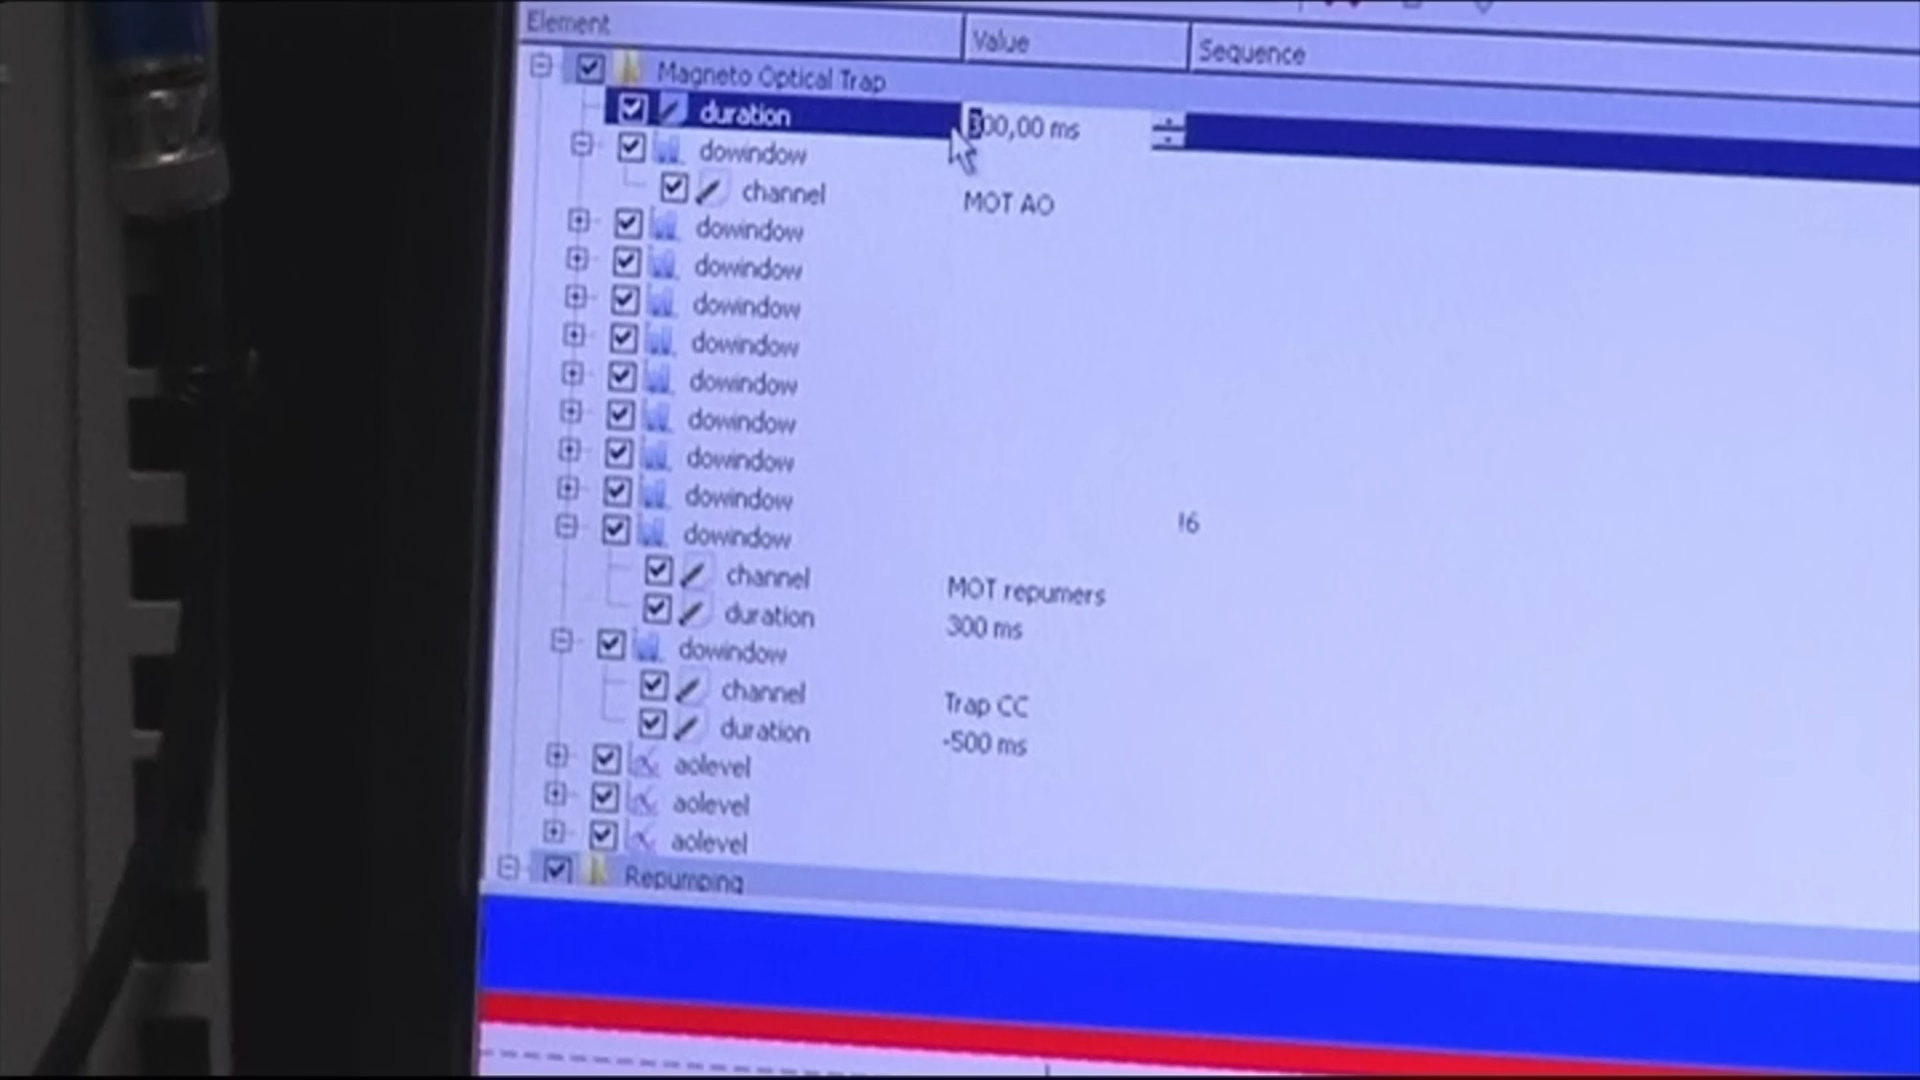 Element Value Sequence
Magneto Optical Trap
duration 300,00 ms
dowindow
channel MOT AO
dowindow
dowindow
dowindow
dowindow
dowindow
dowindow
dowindow
dowindow
dowindow !6
channel MOT repumers
duration 300 ms
dowindow
channel Trap CC
duration -500 ms
aolevel
aolevel
aolevel
Repumping